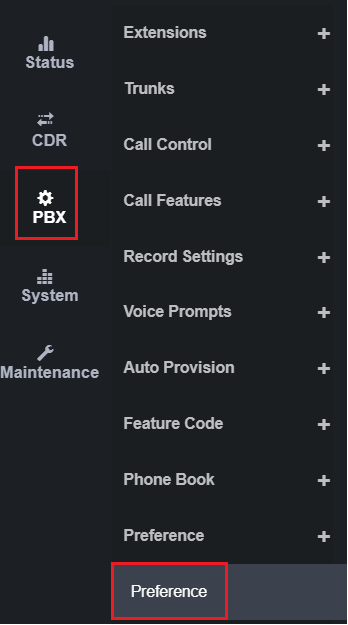 Status
CDR
PBX
System
Maintenance
Extensions +
Trunks +
Call Control +
Call Features +
Record Settings +
Voice Prompts +
Auto Provision +
Feature Code +
Phone Book +
Preference +
Preference